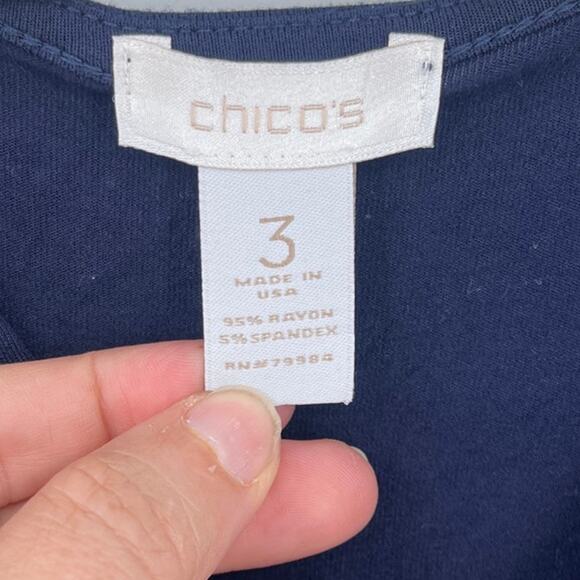 chico's
3
MADE IN
USA
95% RAYON
5% SPANDEX
RN# 79984